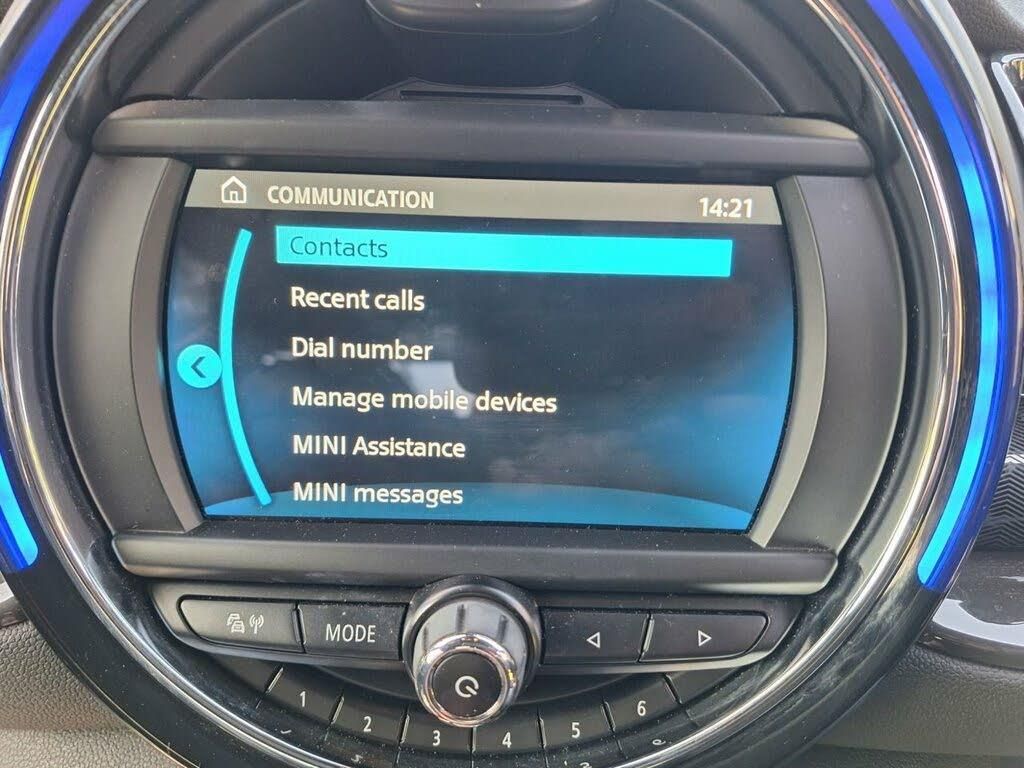 COMMUNICATION 14:21
Contacts
Recent calls
Dial number
Manage mobile devices
MINI Assistance
MINI messages
MODE
1 2 3 4 5 6